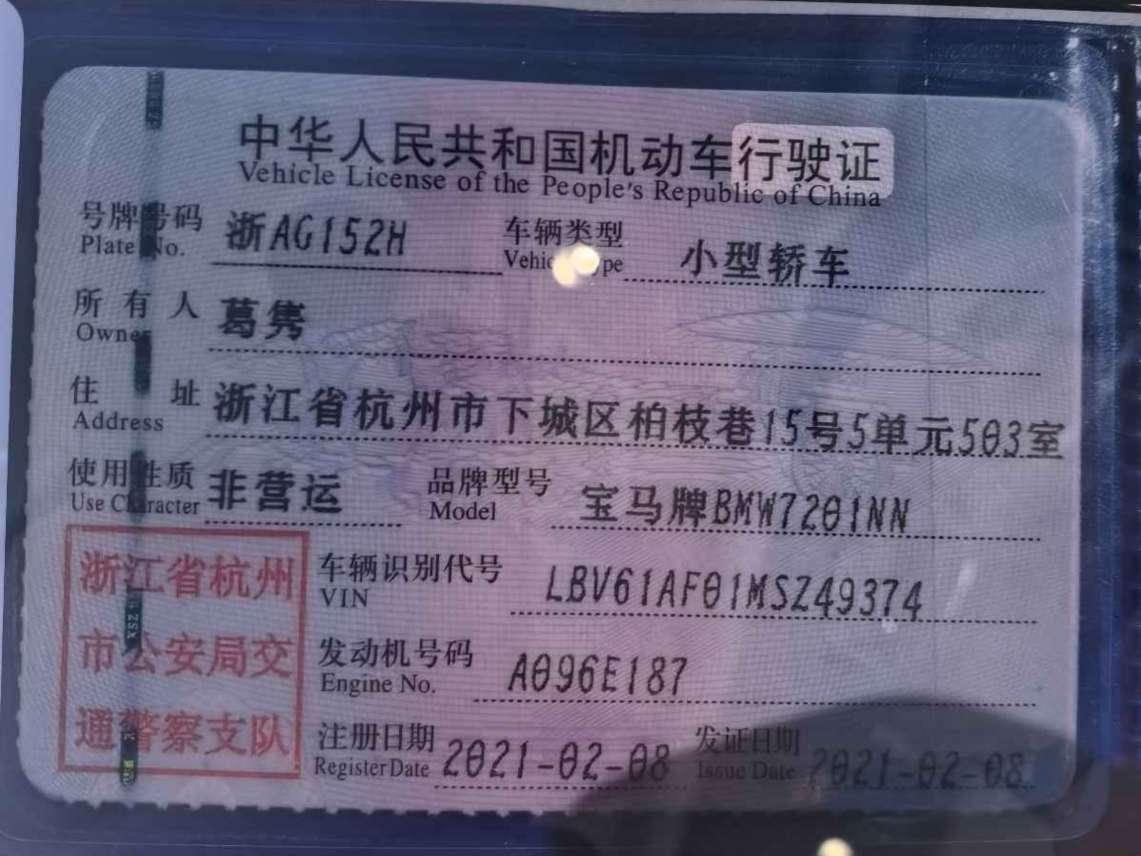 中华人民共和国机动车行驶证
Vehicle License of the People's Republic of China
号牌号码 浙AG152H 车辆类型 小型轿车
Plate No. Vehicle Type
所有人 葛隽
Owner
住址 浙江省杭州市下城区柏枝巷15号5单元503室
Address
使用性质 非营运 品牌型号 宝马牌BMW7201NN
Use Character Model
浙江省杭州
市公安局交
通警察支队
车辆识别代号 LBV61AF01MSZ49374
VIN
发动机号码 A096E187
Engine No.
注册日期 2021-02-08 发证日期 2021-02-08
Register Date Issue Date